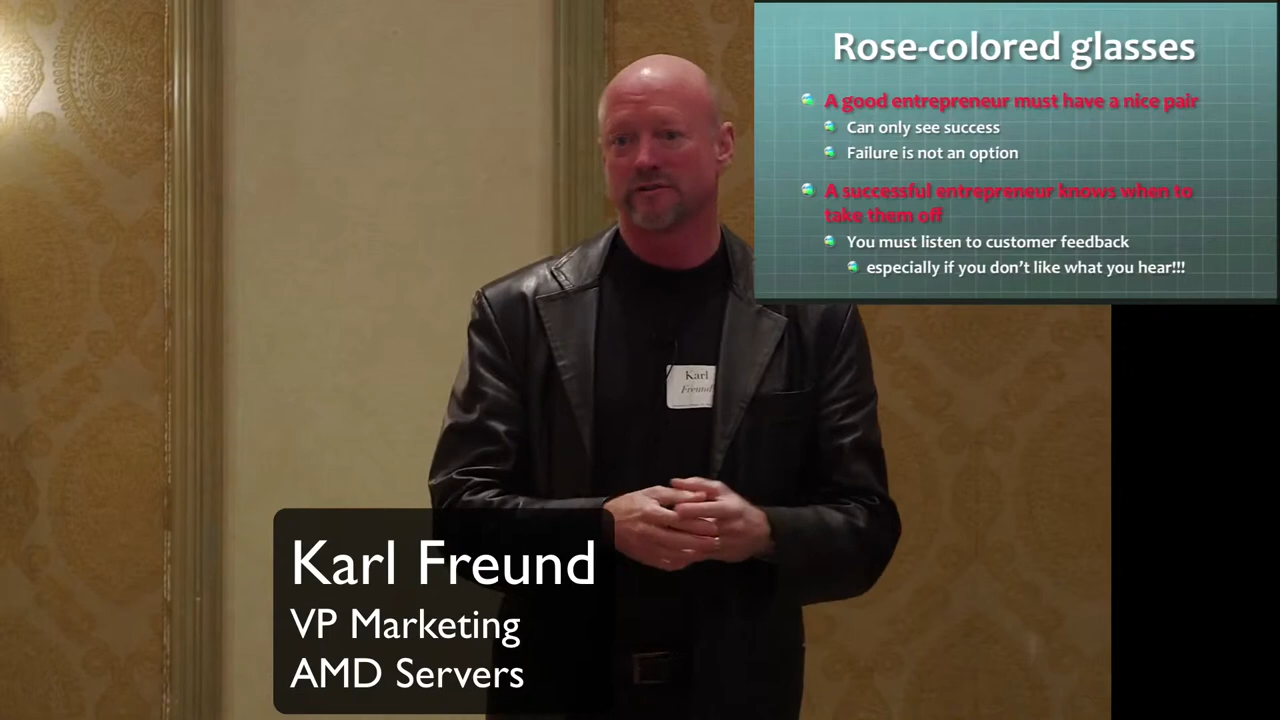 Rose-colored glasses
A good entrepreneur must have a nice pair
Can only see success
Failure is not an option
A successful entrepreneur knows when to
take them off
You must listen to customer feedback
especially if you don't like what you hear!!!
Karl
Freund
Karl Freund
VP Marketing
AMD Servers